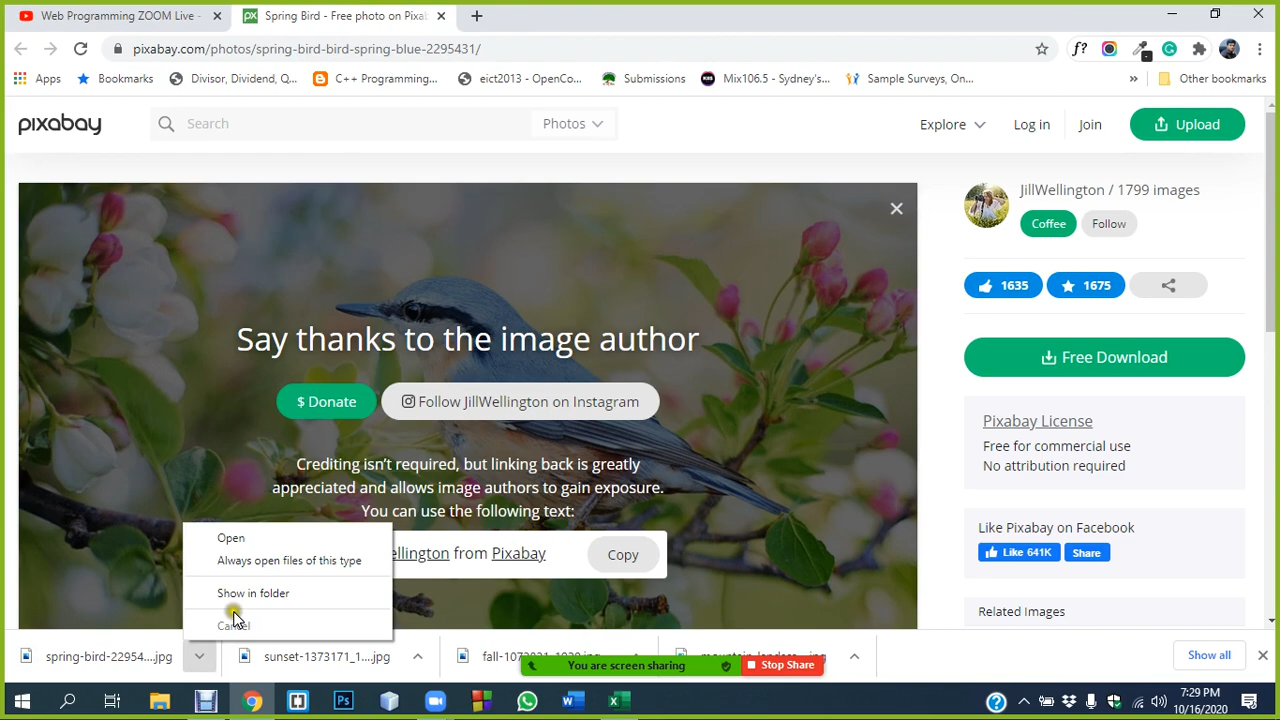 Web Programming ZOOM Live -
Spring Bird - Free photo on Pixab
pixabay.com/photos/spring-bird-bird-spring-blue-2295431/
f?
Apps
Bookmarks
Divisor, Dividend, Q...
C++ Programming...
eict2013 - OpenCo...
Submissions
Mix106.5 - Sydney's...
Sample Surveys, On...
»
Other bookmarks
pixabay
Search
Photos
Explore
Log in
Join
Upload
JillWellington / 1799 images
Coffee
Follow
1635
1675
Say thanks to the image author
$ Donate
Follow JillWellington on Instagram
Free Download
Crediting isn't required, but linking back is greatly
appreciated and allows image authors to gain exposure.
You can use the following text:
ellington from Pixabay
Copy
Pixabay License
Free for commercial use
No attribution required
Like Pixabay on Facebook
Like 641K
Share
Related Images
Open
Always open files of this type
Show in folder
Cancel
spring-bird-22954....jpg
sunset-1373171_1....jpg
You are screen sharing
Stop Share
Show all
7:29 PM
10/16/2020